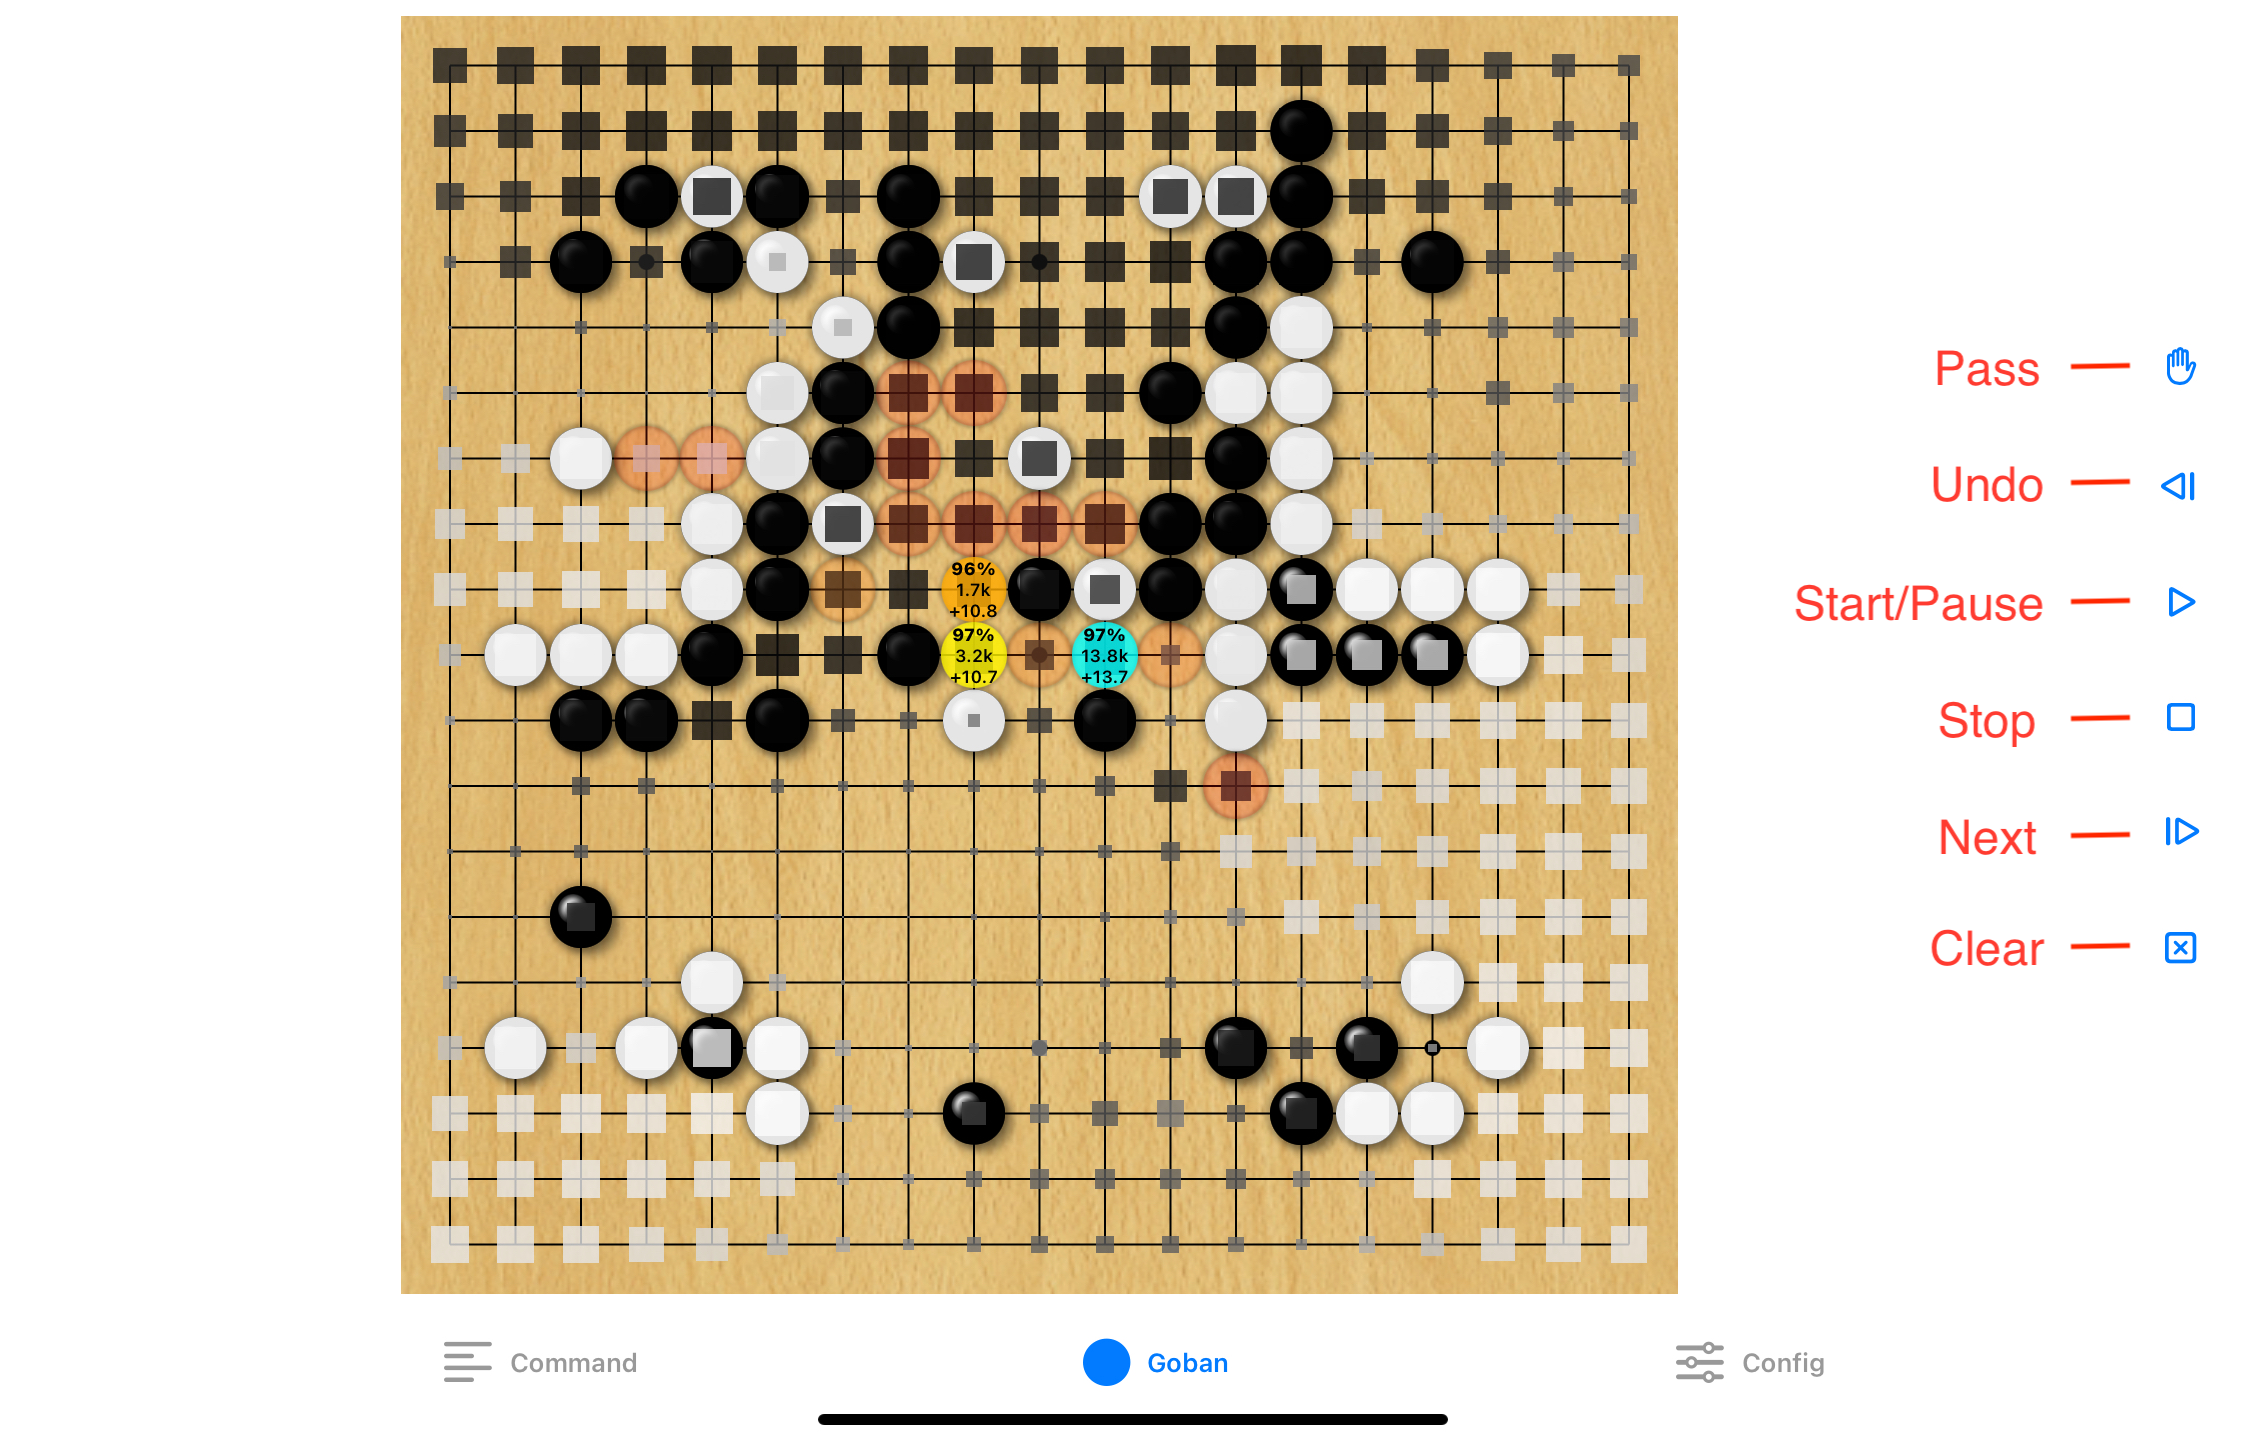 Pass
Undo
96%
1.7k
+10.8
Start/Pause
97%
3.2k
+10.7
97%
13.8k
+13.7
Stop
Next
Clear
Command
Goban
Config